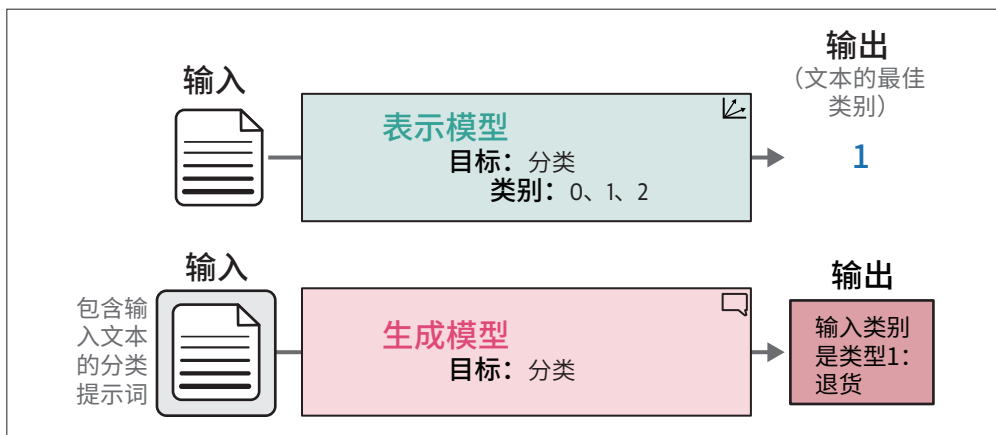 输入
表示模型
目标：分类
类别：0、1、2
输出
（文本的最佳
类别）
1
输入
包含输
入文本
的分类
提示词
生成模型
目标：分类
输出
输入类别
是类型1：
退货